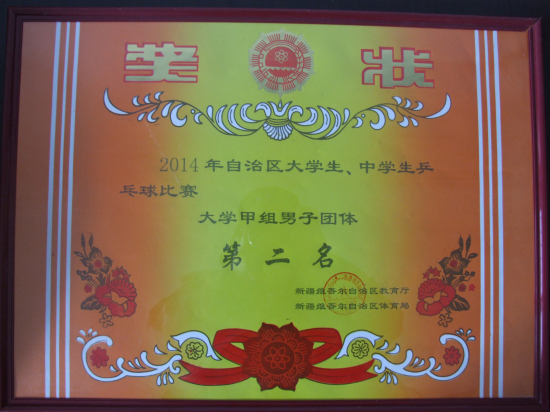 奖 状
2014年自治区大学生、中学生乒
乓球比赛
大学甲组男子团体
第二名
新疆维吾尔自治区教育厅
新疆维吾尔自治区体育局